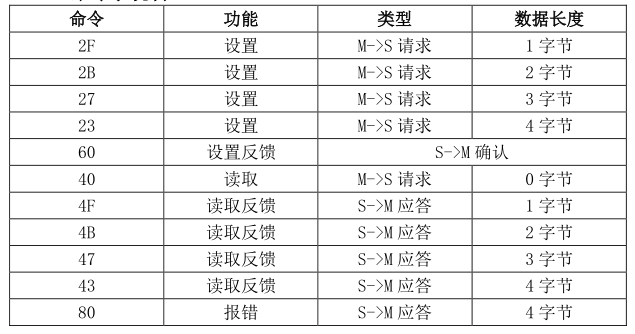 命令 功能 类型 数据长度
2F 设置 M->S 请求 1 字节
2B 设置 M->S 请求 2 字节
27 设置 M->S 请求 3 字节
23 设置 M->S 请求 4 字节
60 设置反馈 S->M 确认
40 读取 M->S 请求 0 字节
4F 读取反馈 S->M 应答 1 字节
4B 读取反馈 S->M 应答 2 字节
47 读取反馈 S->M 应答 3 字节
43 读取反馈 S->M 应答 4 字节
80 报错 S->M 应答 4 字节